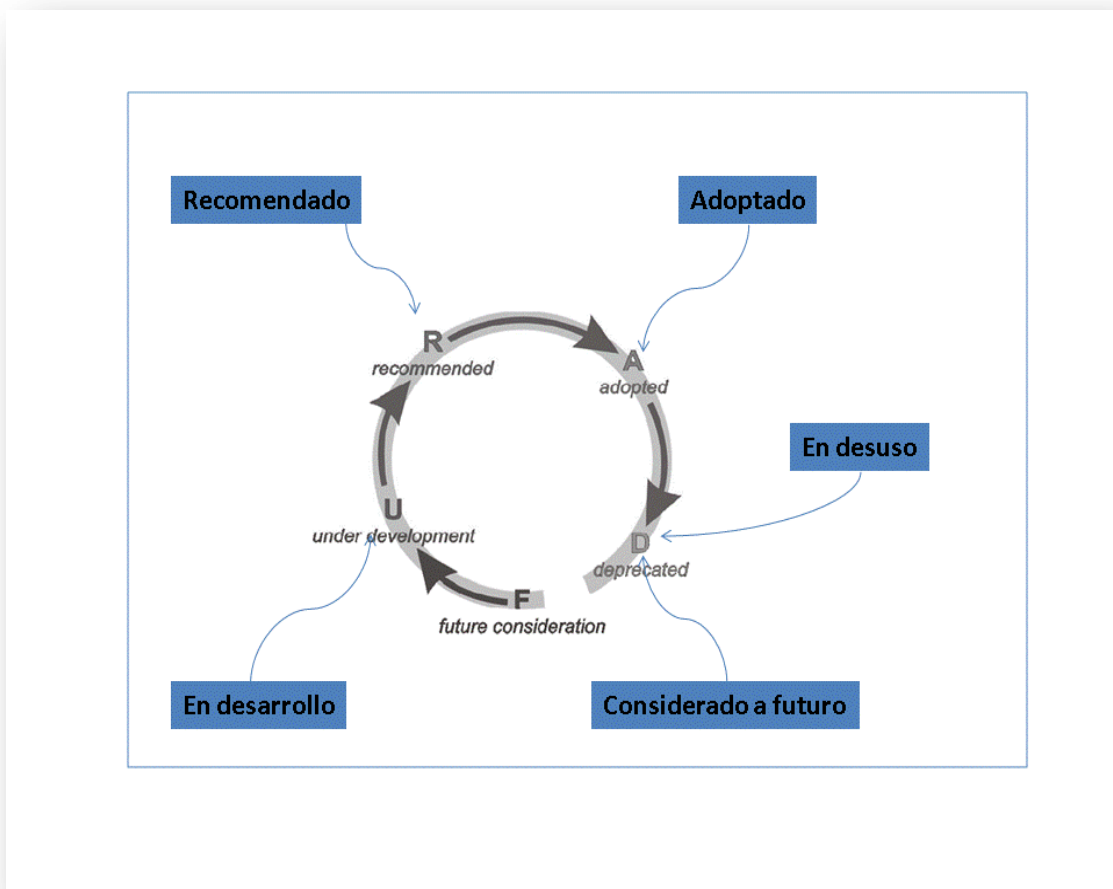 Recomendado
Adoptado
R
recommended
A
adopted
En desuso
U
under development
D
deprecated
F
future consideration
En desarrollo
Considerado a futuro